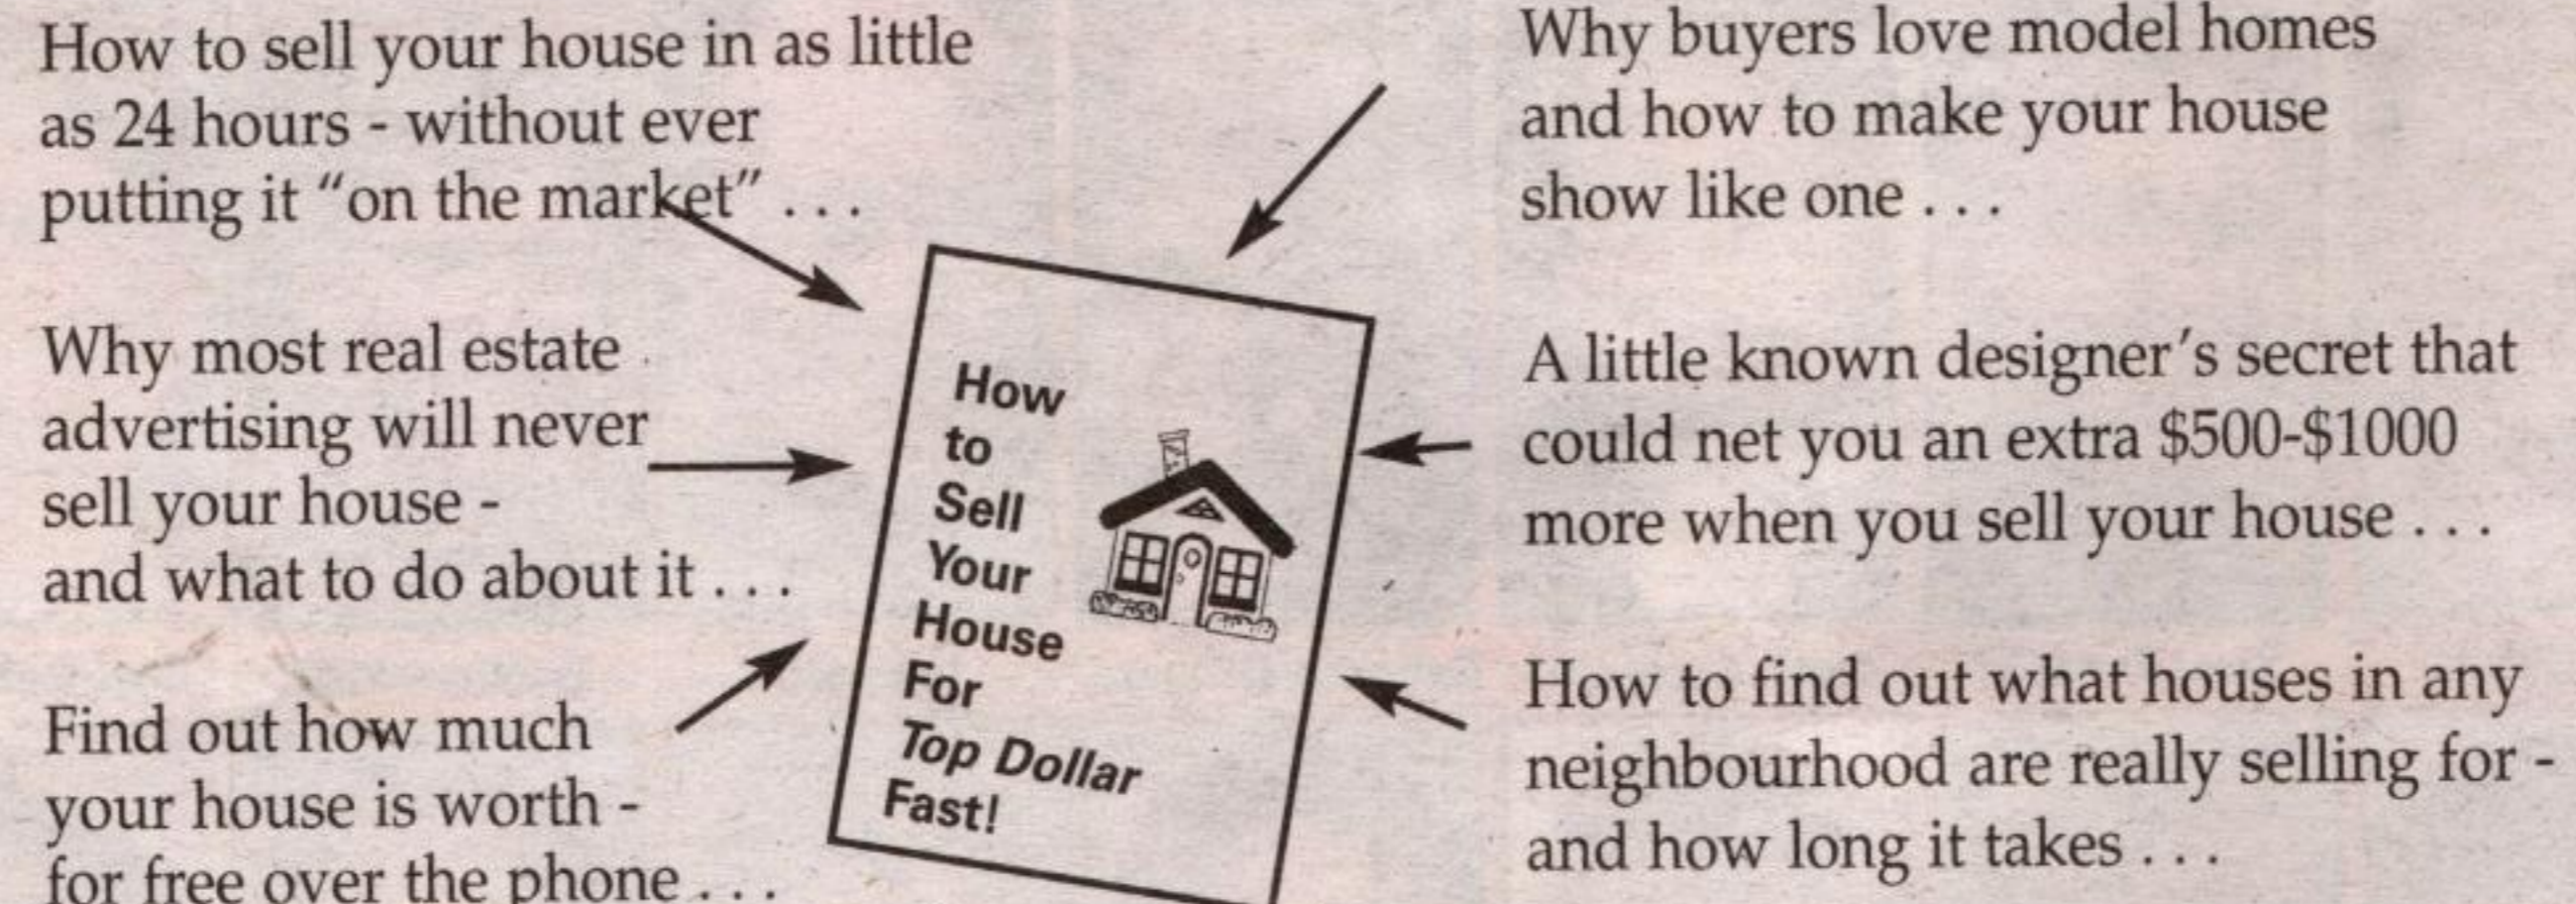 How to sell your house in as little
as 24 hours - without ever
putting it “on the market” . . .
Why most real estate
advertising will never
sell your house -
and what to do about it . . .
Find out how much
your house is worth -
for free over the phone . . .
How
to
Sell
Your
House
For
Top Dollar
Fast!
Why buyers love model homes
and how to make your house
show like one . . .
A little known designer’s secret that
could net you an extra $500-$1000
more when you sell your house . . .
How to find out what houses in any
neighbourhood are really selling for -
and how long it takes . . .